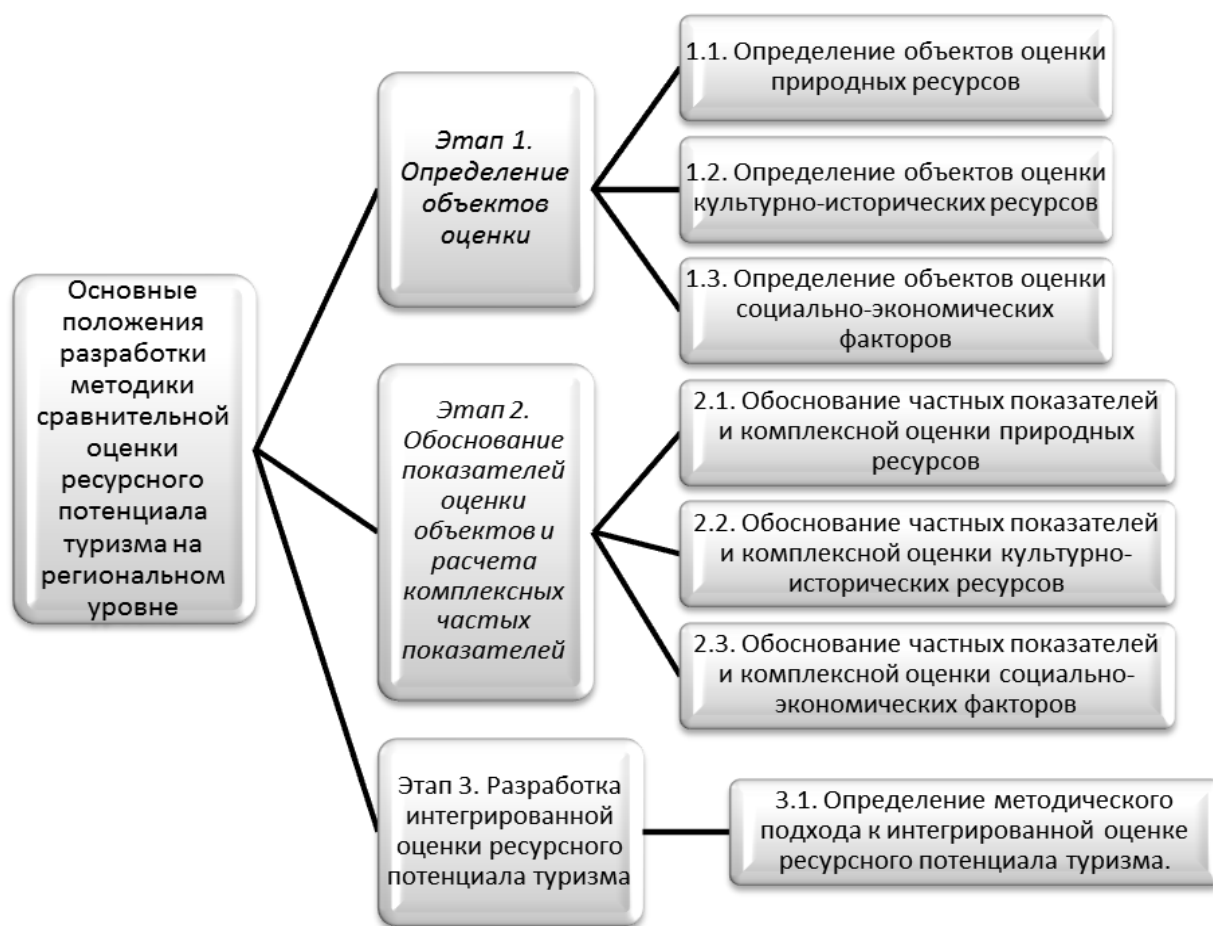 Основные
положения
разработки
методики
сравнительной
оценки
ресурсного
потенциала
туризма на
региональном
уровне
Этап 1.
Определение
объектов
оценки
1.1. Определение объектов оценки
природных ресурсов
1.2. Определение объектов оценки
культурно-исторических ресурсов
1.3. Определение объектов оценки
социально-экономических
факторов
Этап 2.
Обоснование
показателей
оценки
объектов и
расчета
комплексных
частых
показателей
2.1. Обоснование частных показателей
и комплексной оценки природных
ресурсов
2.2. Обоснование частных показателей
и комплексной оценки культурно-
исторических ресурсов
2.3. Обоснование частных показателей
и комплексной оценки социально-
экономических факторов
Этап 3. Разработка
интегрированной
оценки ресурсного
потенциала туризма
3.1. Определение методического
подхода к интегрированной оценке
ресурсного потенциала туризма.